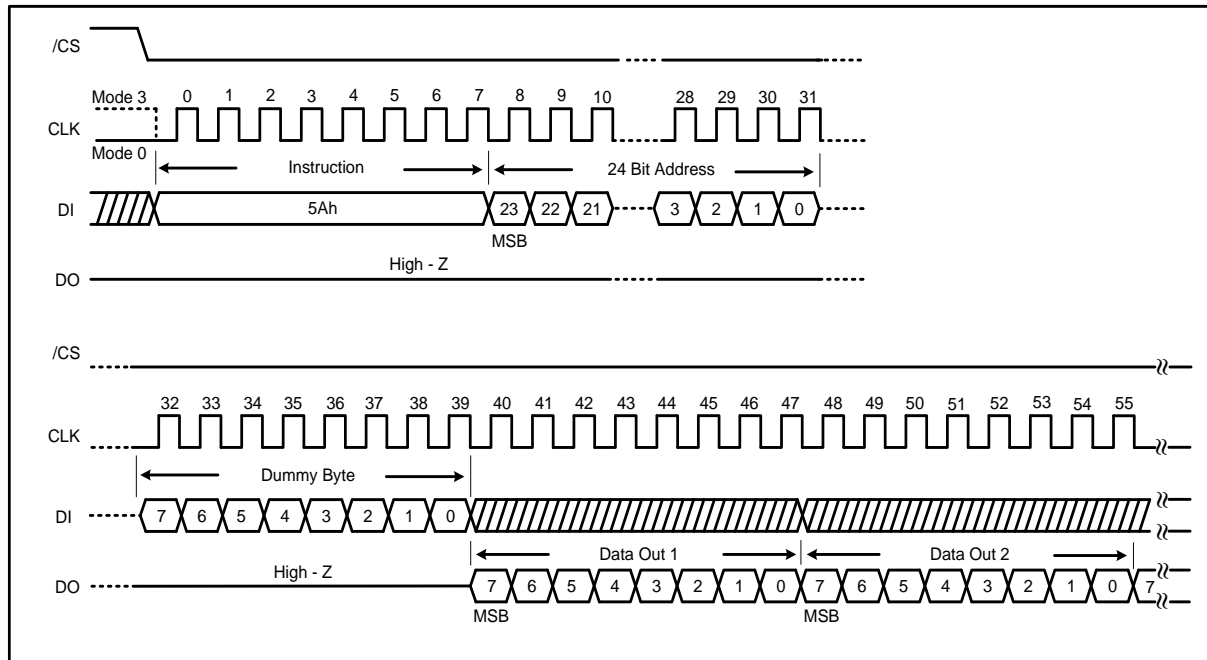 /CS
Mode 3 0 1 2 3 4 5 6 7 8 9 10 28 29 30 31
CLK
Mode 0
Instruction 24 Bit Address
DI 5Ah 23 22 21 3 2 1 0
MSB
High - Z
DO
/CS
32 33 34 35 36 37 38 39 40 41 42 43 44 45 46 47 48 49 50 51 52 53 54 55
CLK
Dummy Byte
DI 7 6 5 4 3 2 1 0
Data Out 1 Data Out 2
High - Z
DO 7 6 5 4 3 2 1 0 7 6 5 4 3 2 1 0 7
MSB MSB